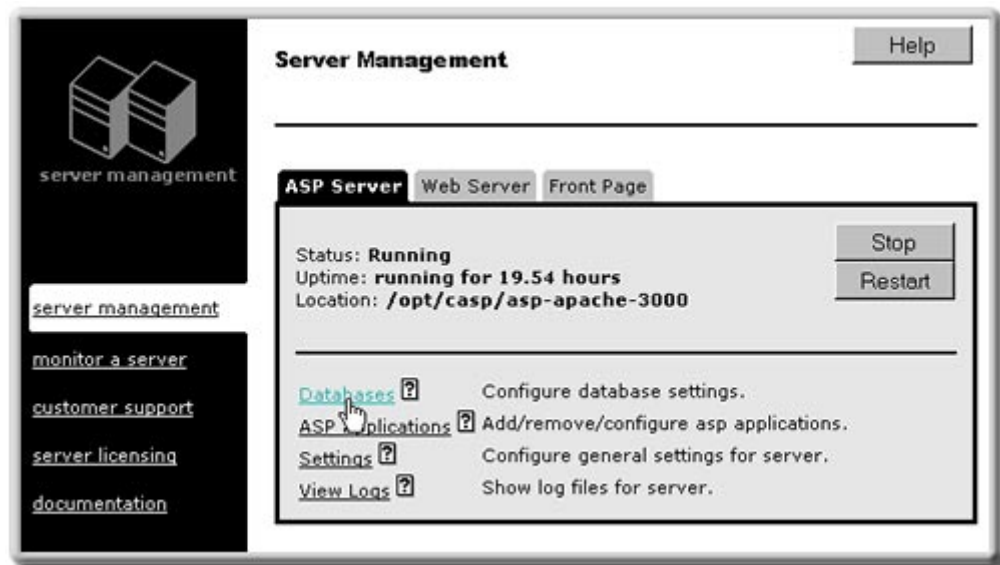 Server Management
Help
server management
ASP Server
Web Server
Front Page
Status: Running
Uptime: running for 19.54 hours
Location: /opt/casp/asp-apache-3000
Stop
Restart
server management
monitor a server
customer support
server licensing
documentation
Databases ? Configure database settings.
ASP Applications ? Add/remove/configure asp applications.
Settings ? Configure general settings for server.
View Logs ? Show log files for server.